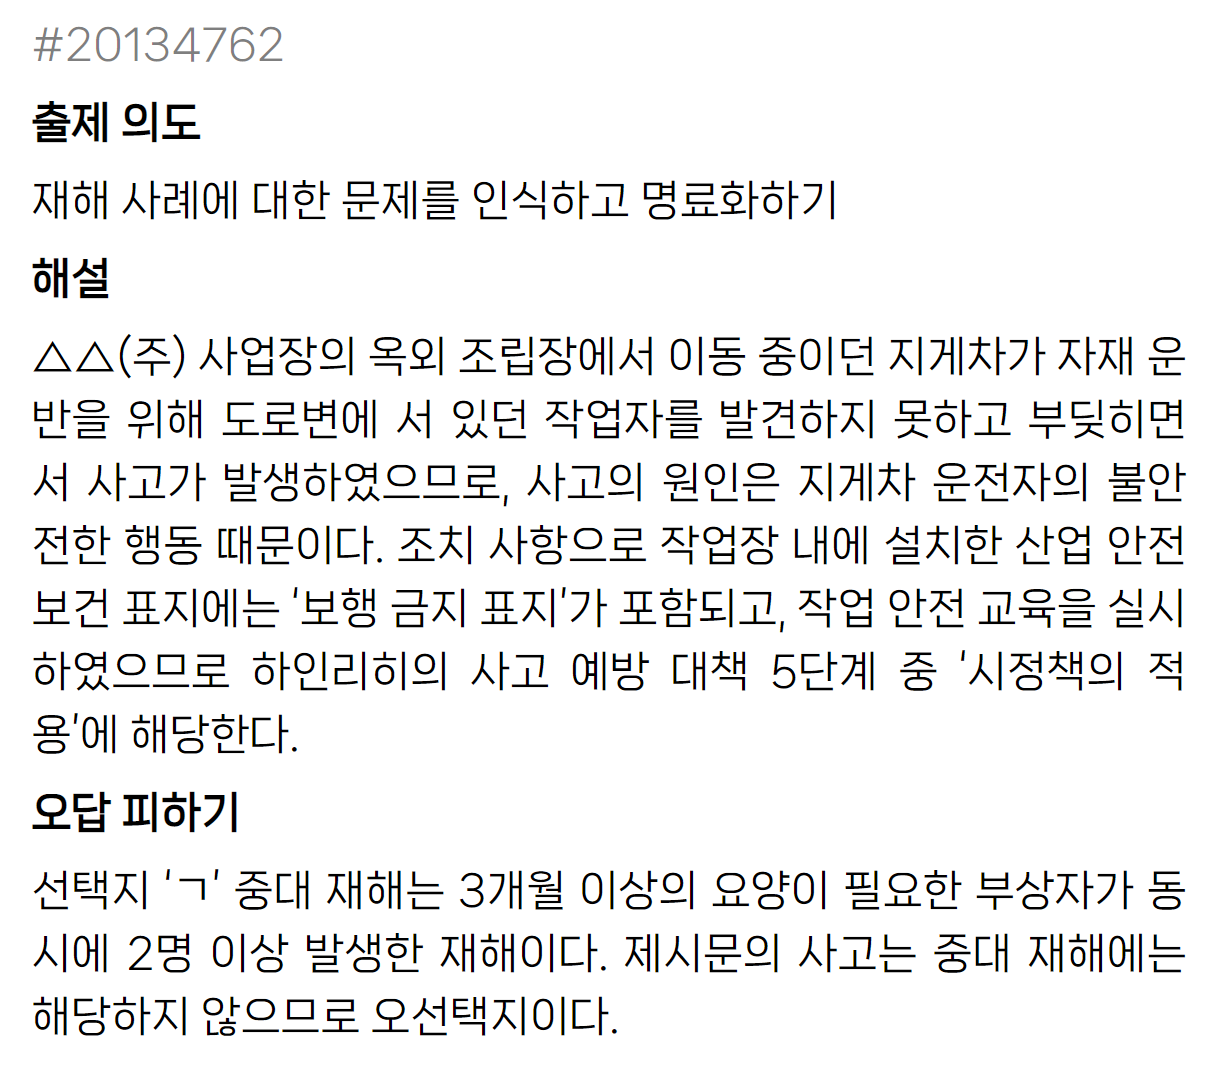 #20134762
출제 의도
재해 사례에 대한 문제를 인식하고 명료화하기
해설
△△(주) 사업장의 옥외 조립장에서 이동 중이던 지게차가 자재 운
반을 위해 도로변에 서 있던 작업자를 발견하지 못하고 부딪히면
서 사고가 발생하였으므로, 사고의 원인은 지게차 운전자의 불안
전한 행동 때문이다. 조치 사항으로 작업장 내에 설치한 산업 안전
보건 표지에는 '보행 금지 표지'가 포함되고, 작업 안전 교육을 실시
하였으므로 하인리히의 사고 예방 대책 5단계 중 '시정책의 적
용'에 해당한다.
오답 피하기
선택지 'ㄱ' 중대 재해는 3개월 이상의 요양이 필요한 부상자가 동
시에 2명 이상 발생한 재해이다. 제시문의 사고는 중대 재해에는
해당하지 않으므로 오선택지이다.